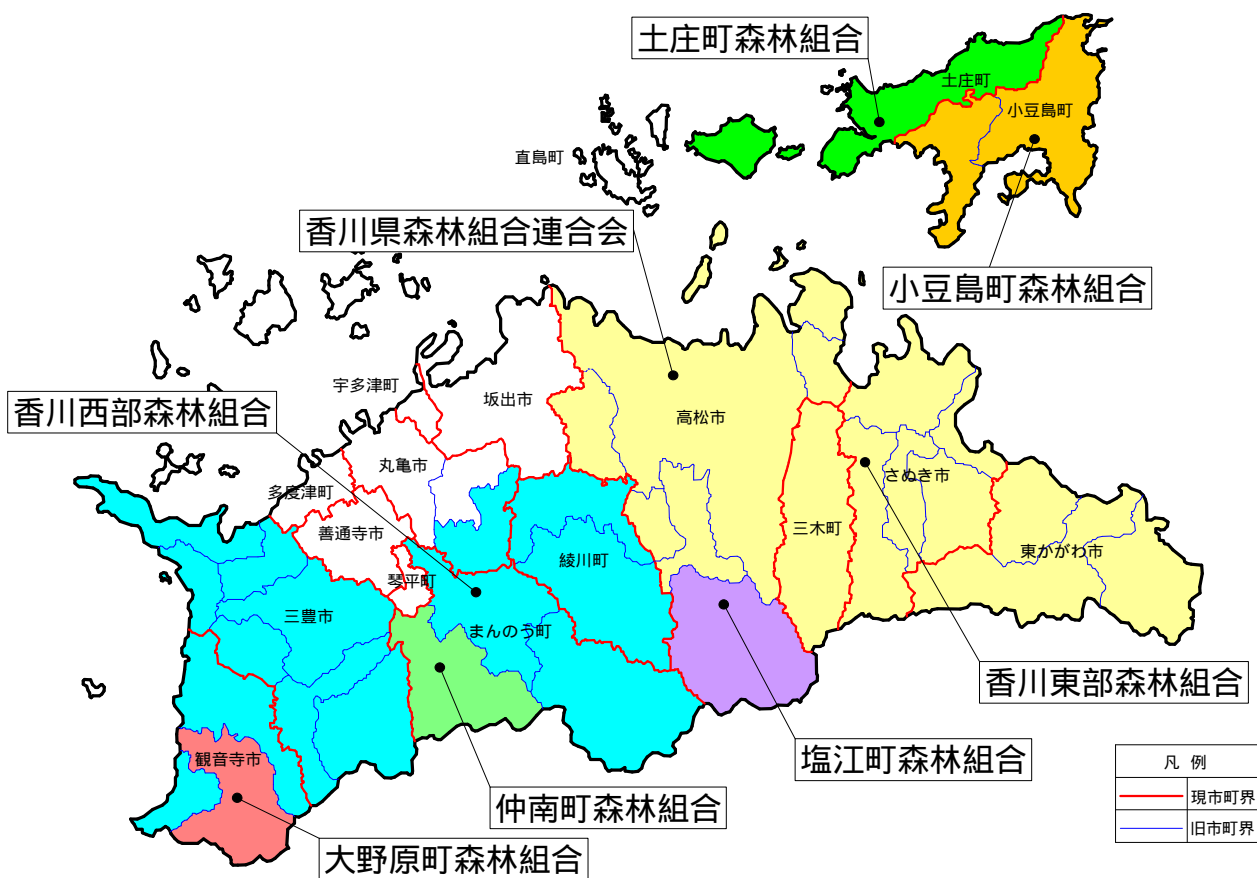 土庄町森林組合
土庄町
小豆島町
直島町
香川県森林組合連合会
小豆島町森林組合
宇多津町
坂出市
香川西部森林組合
高松市
丸亀市
多度津町
さぬき市
善通寺市
三木町
綾川町
東かがわ市
琴平町
三豊市
まんのう町
香川東部森林組合
塩江町森林組合
観音寺市
仲南町森林組合
大野原町森林組合
凡 例
現市町界
旧市町界